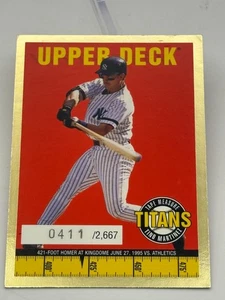 UPPER DECK
TAPE MEASURE
TITANS
TINO MARTINEZ
0411 /2,667
421-FOOT HOMER AT KINGDOME JUNE 27, 1995 VS. ATHLETICS